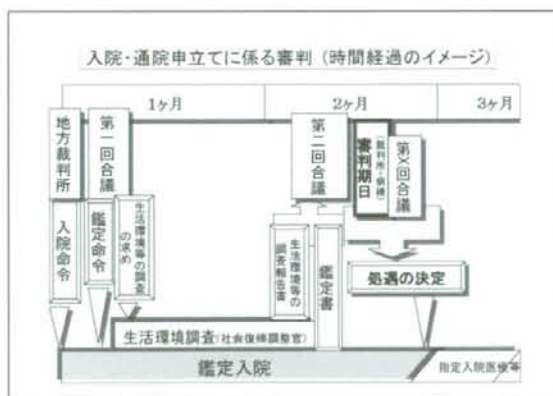 入院・通院申立てに係る審判（時間経過のイメージ）
1ヶ月
2ヶ月
3ヶ月
地方裁判所
第一回合議
第二回合議
審判期日
（裁判所・病棟）
第X回合議
入院命令
鑑定命令
生活環境等の調査の求め
生活環境等の調査報告書
鑑定書
処遇の決定
生活環境調査（社会復帰調整官）
鑑定入院
指定入院医療等